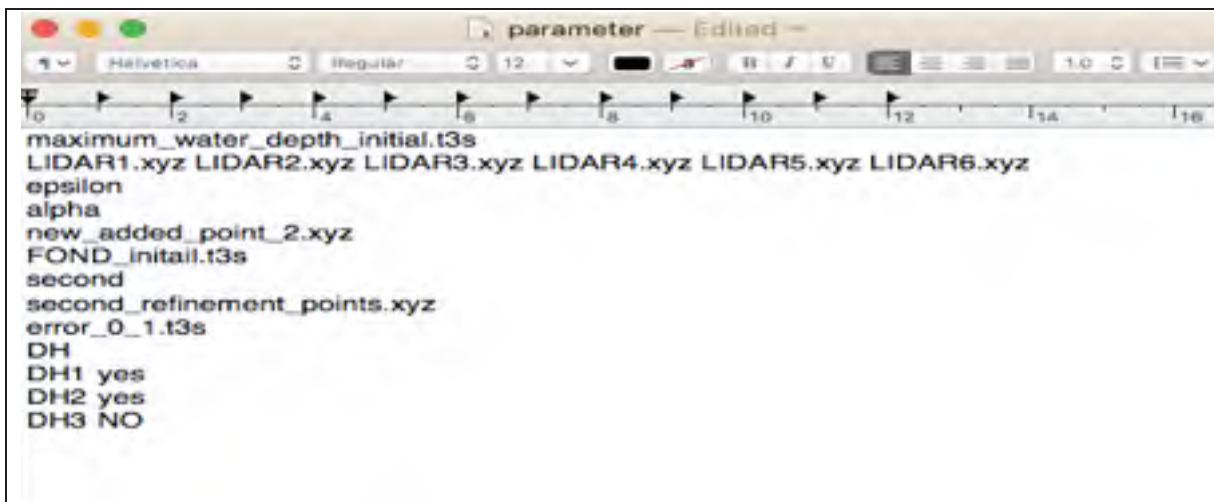 parameter — Edited
¶ Helvetica Regular 12 a B I U 1.0
0 2 4 6 8 10 12 14 16
maximum_water_depth_initial.t3s
LIDAR1.xyz LIDAR2.xyz LIDAR3.xyz LIDAR4.xyz LIDAR5.xyz LIDAR6.xyz
epsilon
alpha
new_added_point_2.xyz
FOND_initail.t3s
second
second_refinement_points.xyz
error_0_1.t3s
DH
DH1 yes
DH2 yes
DH3 NO